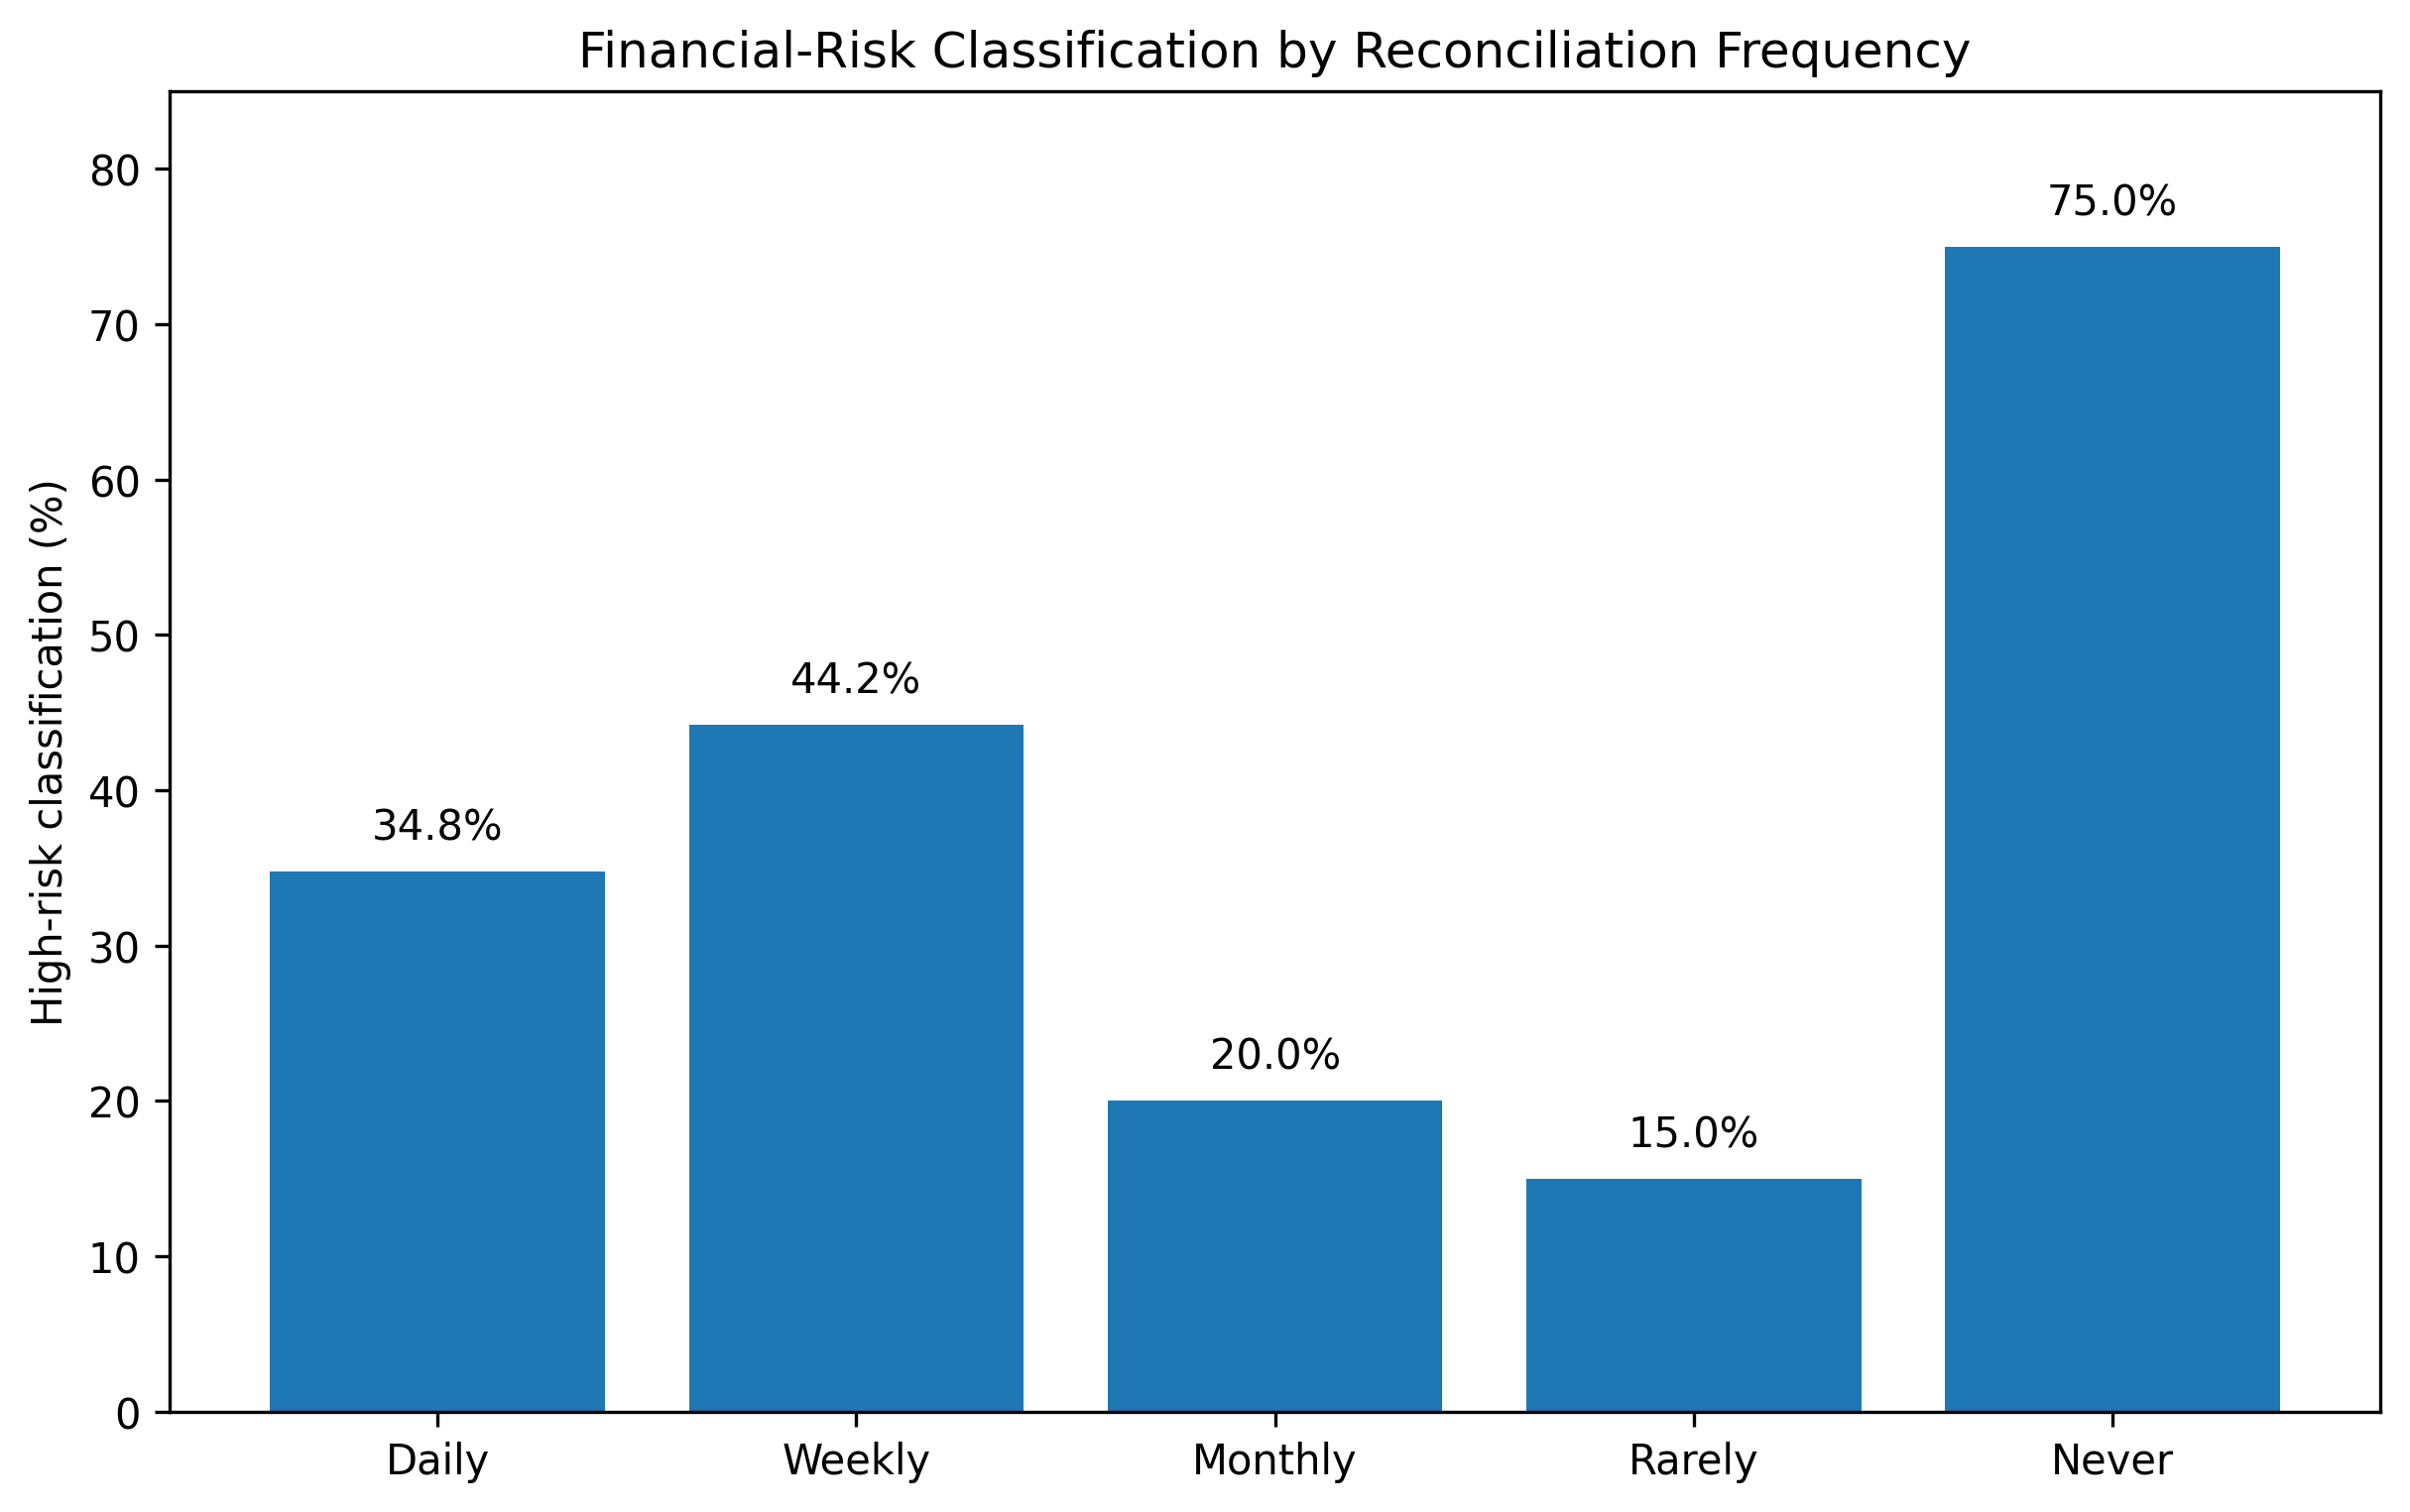 Financial-Risk Classification by Reconciliation Frequency
High-risk classification (%)
80
70
60
50
40
30
20
10
0
34.8%
44.2%
20.0%
15.0%
75.0%
Daily
Weekly
Monthly
Rarely
Never